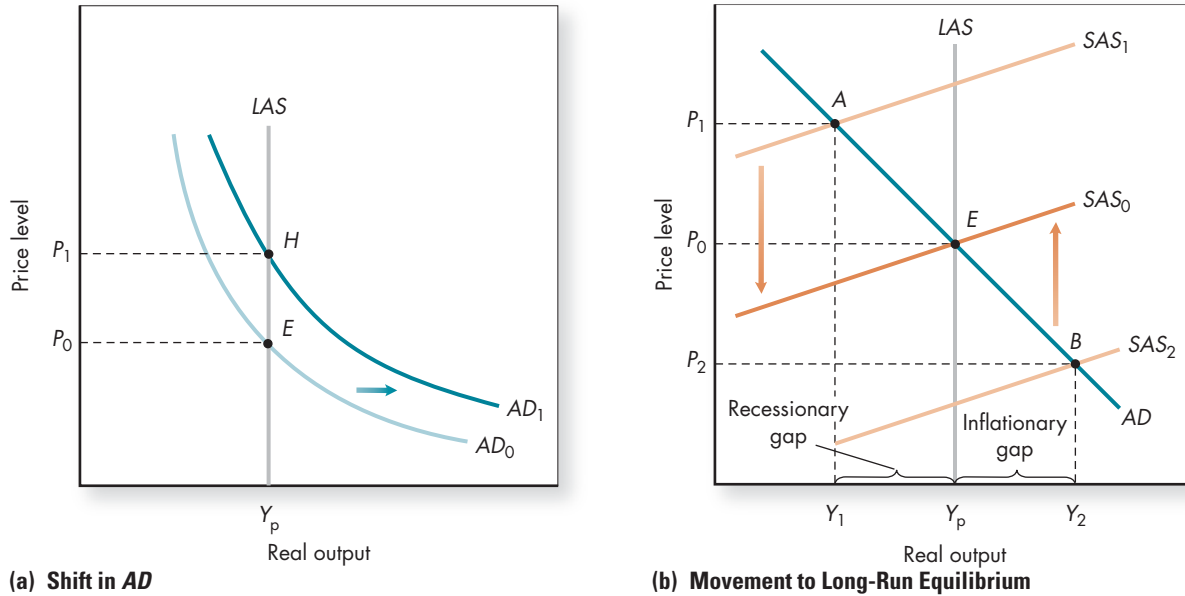 LAS
Price level
P1
H
P0
E
AD1
AD0
Yp
Real output
(a) Shift in AD
LAS
SAS1
A
P1
Price level
E
SAS0
P0
B
SAS2
P2
Recessionary
gap
Inflationary
gap
AD
Y1
Yp
Y2
Real output
(b) Movement to Long-Run Equilibrium